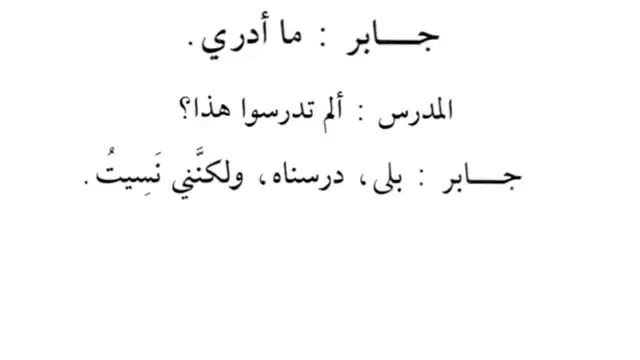 جـــابر : ما أدري.
المدرس : ألم تدرسوا هذا؟
جـــابر : بلى، درسناه، ولكنَّني نَسِيتُ.